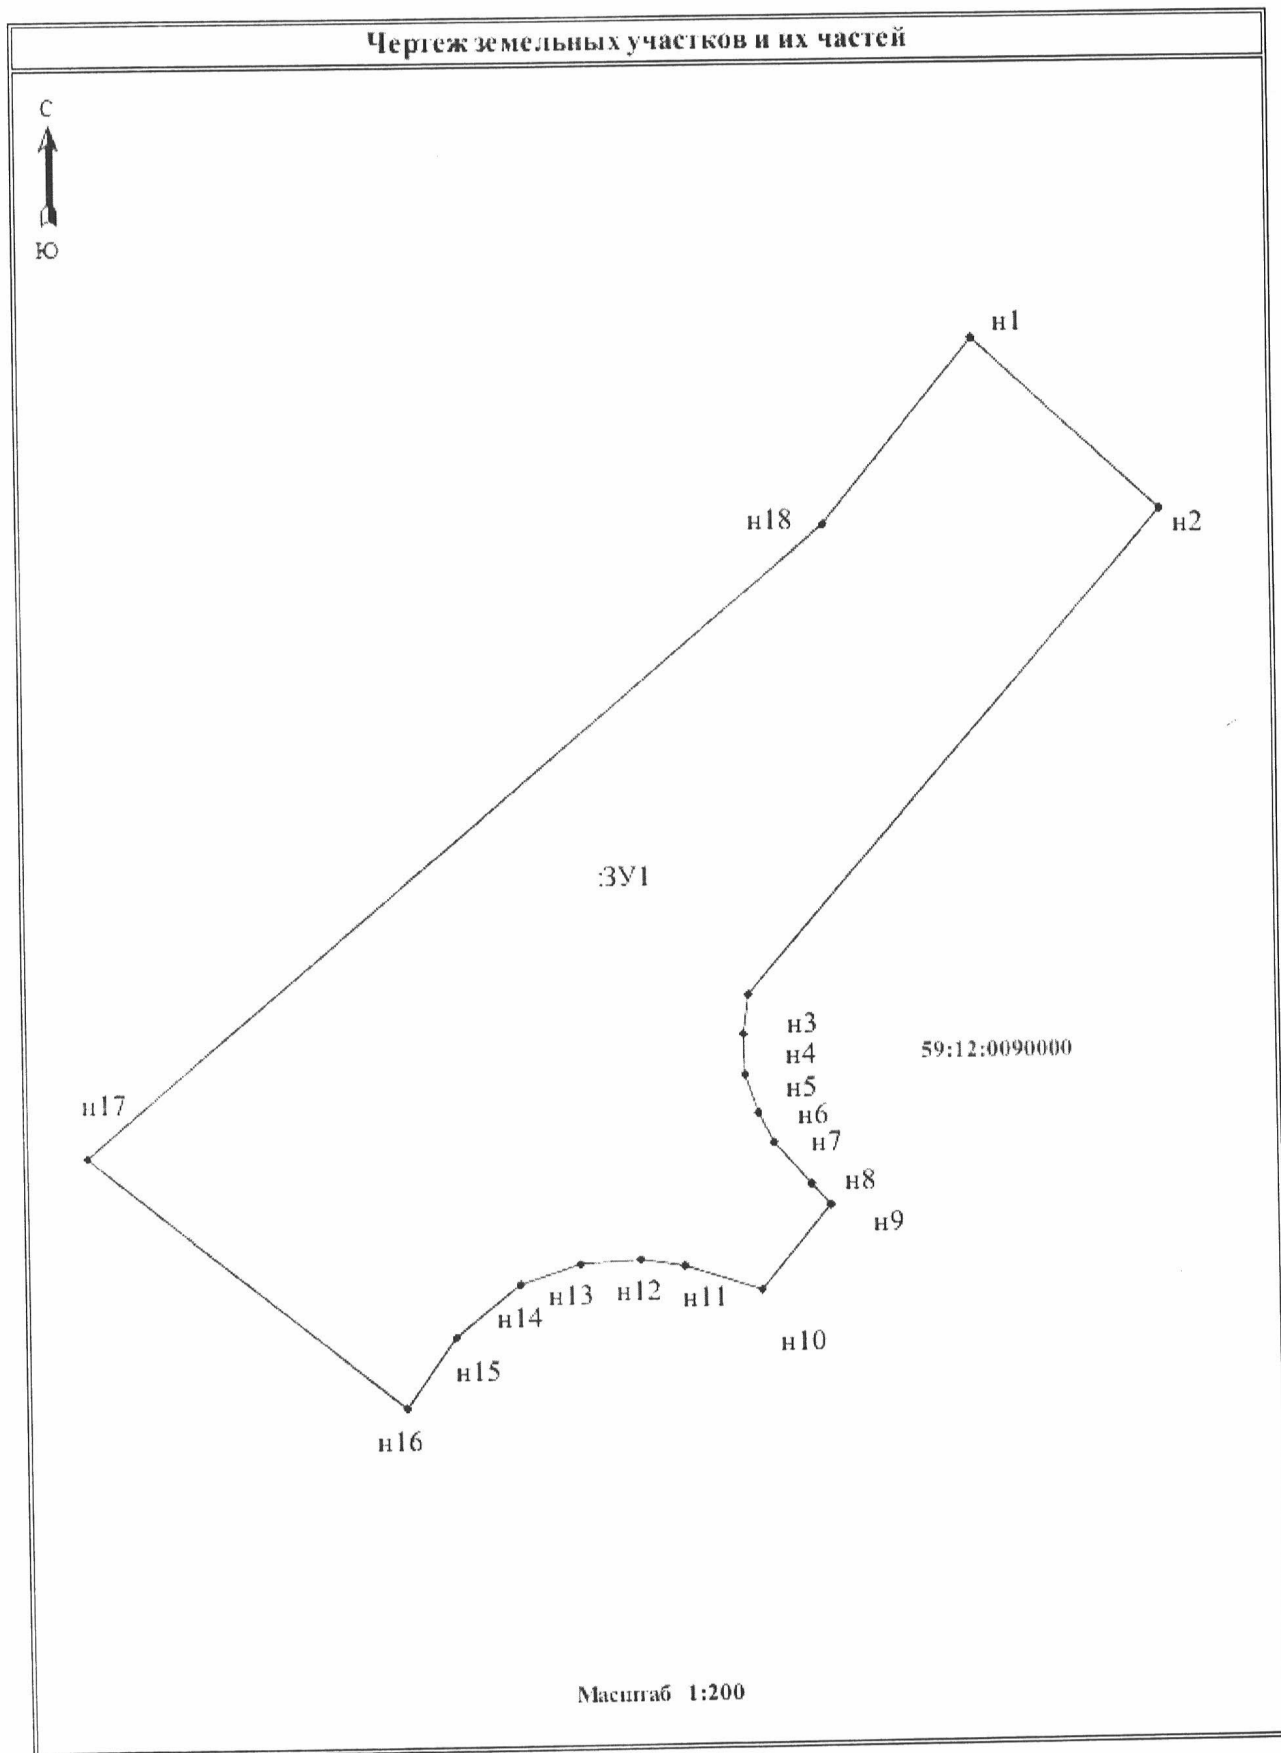 Чертеж земельных участков и их частей
С
Ю
н1
н2
н18
:ЗУ1
н3
н4
59:12:0090000
н5
н6
н17
н7
н8
н9
н13
н12
н11
н14
н10
н15
н16
Масштаб 1:200